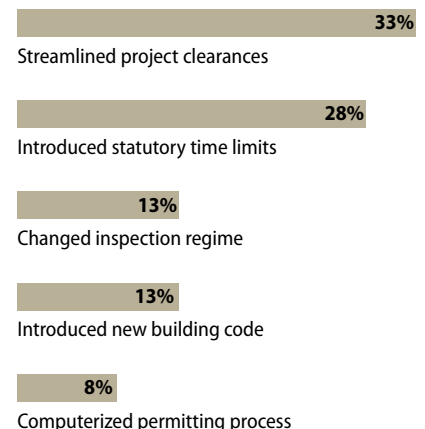 33%
Streamlined project clearances
28%
Introduced statutory time limits
13%
Changed inspection regime
13%
Introduced new building code
8%
Computerized permitting process